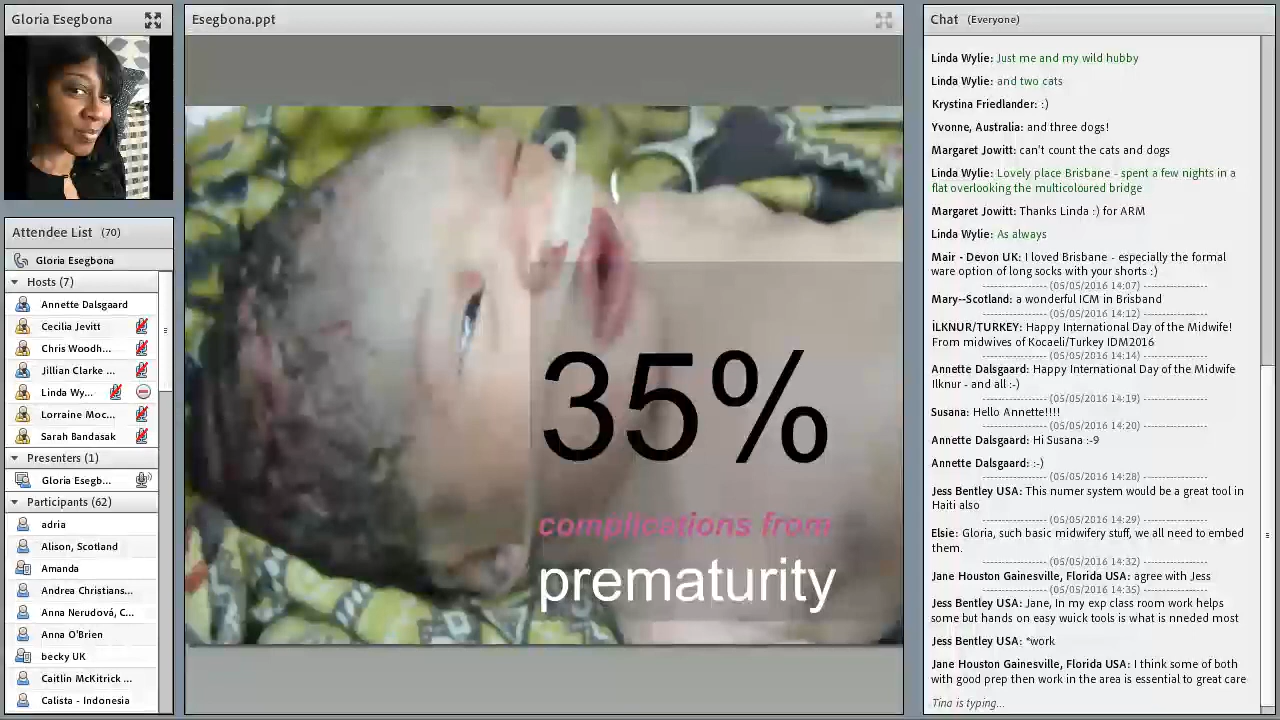 Gloria Esegbona
Attendee List (70)
Gloria Esegbona
Hosts (7)
Annette Dalsgaard
Cecilia Jevitt
Chris Woodh...
Jillian Clarke ...
Linda Wy...
Lorraine Moc...
Sarah Bandasak
Presenters (1)
Gloria Esegb...
Participants (62)
adria
Alison, Scotland
Amanda
Andrea Christians...
Anna Nerudová, C...
Anna O'Brien
becky UK
Caitlin McKitrick ...
Calista - Indonesia
Esegbona.ppt
35%
complications from
prematurity
Chat (Everyone)
Linda Wylie: Just me and my wild hubby
Linda Wylie: and two cats
Krystina Friedlander: :)
Yvonne, Australia: and three dogs!
Margaret Jowitt: can't count the cats and dogs
Linda Wylie: Lovely place Brisbane - spent a few nights in a
flat overlooking the multicoloured bridge
Margaret Jowitt: Thanks Linda :) for ARM
Linda Wylie: As always
Mair - Devon UK: I loved Brisbane - especially the formal
ware option of long socks with your shorts :)
------------------ (05/05/2016 14:07) ------------------
Mary--Scotland: a wonderful ICM in Brisband
------------------ (05/05/2016 14:12) ------------------
İLKNUR/TURKEY: Happy International Day of the Midwife!
From midwives of Kocaeli/Turkey IDM2016
------------------ (05/05/2016 14:14) ------------------
Annette Dalsgaard: Happy International Day of the Midwife
Ilknur - and all :-)
------------------ (05/05/2016 14:19) ------------------
Susana: Hello Annette!!!!
------------------ (05/05/2016 14:20) ------------------
Annette Dalsgaard: Hi Susana :-9
Annette Dalsgaard: :-)
------------------ (05/05/2016 14:28) ------------------
Jess Bentley USA: This numer system would be a great tool in
Haiti also
------------------ (05/05/2016 14:29) ------------------
Elsie: Gloria, such basic midwifery stuff, we all need to embed
them.
------------------ (05/05/2016 14:32) ------------------
Jane Houston Gainesville, Florida USA: agree with Jess
------------------ (05/05/2016 14:35) ------------------
Jess Bentley USA: Jane, In my exp class room work helps
some but hands on easy wuick tools is what is nneded most
Jess Bentley USA: *work
Jane Houston Gainesville, Florida USA: I think some of both
with good prep then work in the area is essential to great care
Tina is typing...